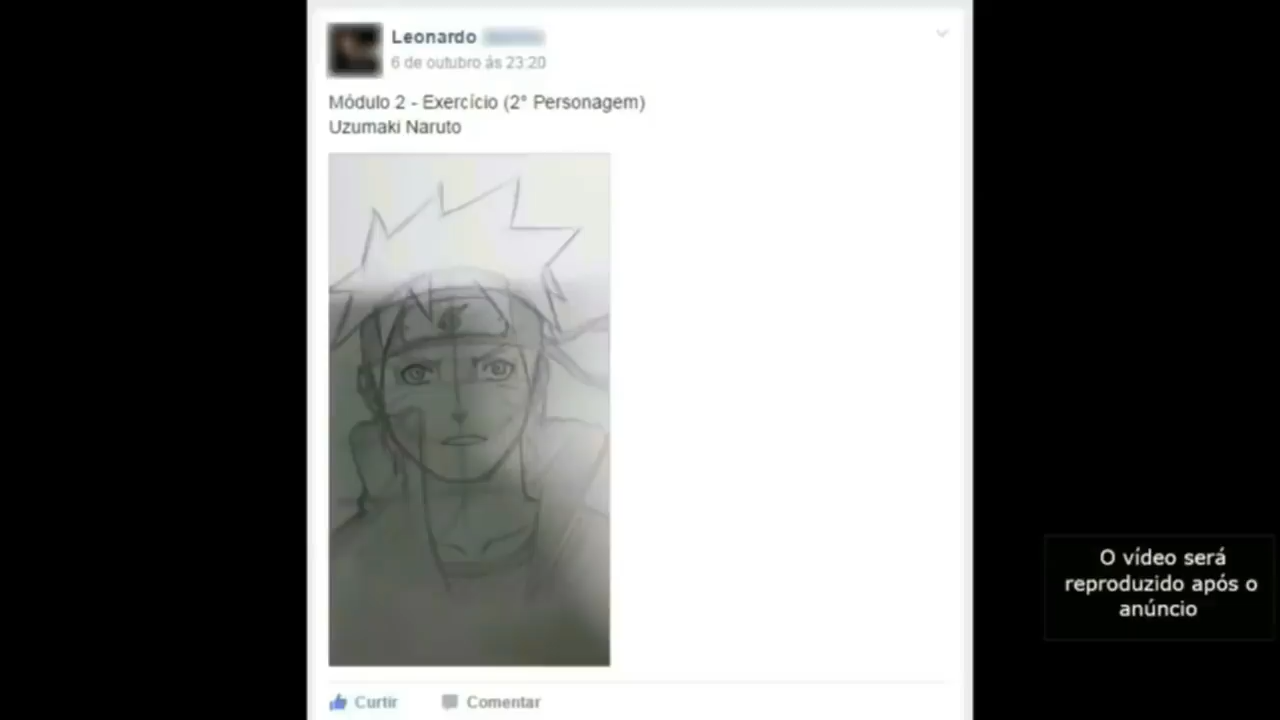 Leonardo
6 de outubro às 23:20
Módulo 2 - Exercício (2° Personagem)
Uzumaki Naruto
Curtir
Comentar
O vídeo será
reproduzido após o
anúncio